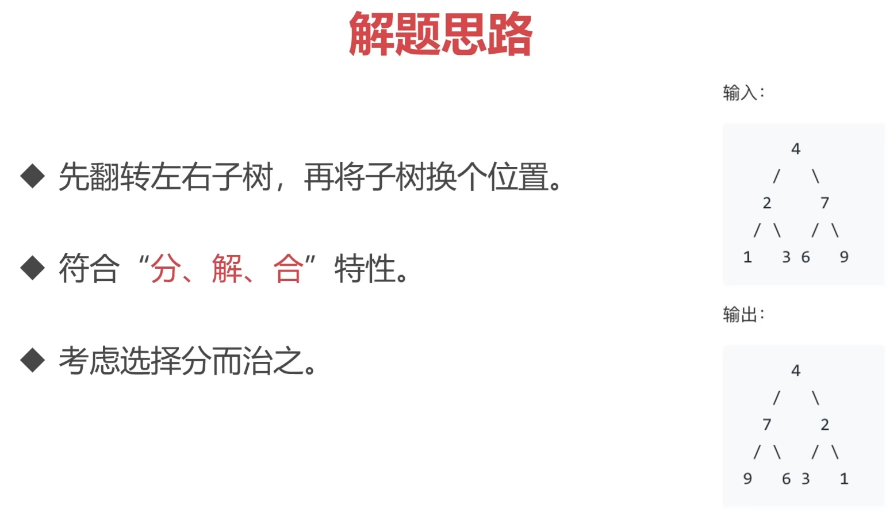 解题思路
◆ 先翻转左右子树，再将子树换个位置。
◆ 符合“分、解、合”特性。
◆ 考虑选择分而治之。
输入：
4
/ \
2 7
/ \ / \
1 3 6 9
输出：
4
/ \
7 2
/ \ / \
9 6 3 1